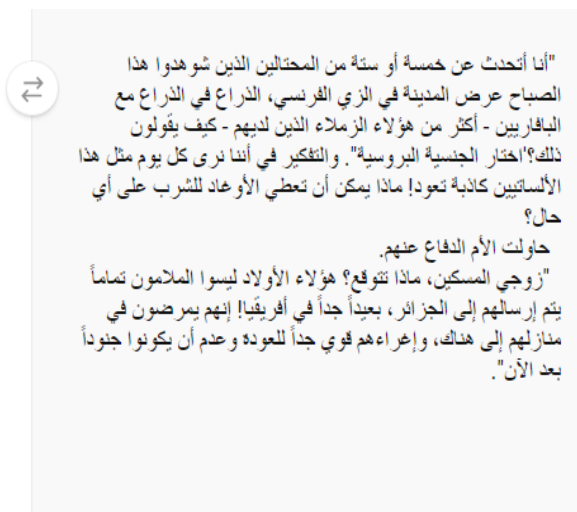 "أنا أتحدث عن خمسة أو ستة من المحتالين الذين شوهدوا هذا
الصباح عرض المدينة في الزي الفرنسي، الذراع في الذراع مع
البافاريين - أكثر من هؤلاء الزملاء الذين لديهم - كيف يقولون
ذلك؟'اختار الجنسية البروسية". والتفكير في أننا نرى كل يوم مثل هذا
الألساتيين كاذبة تعود! ماذا يمكن أن تعطي الأوغاد للشرب على أي
حال؟
حاولت الأم الدفاع عنهم.
"زوجي المسكين، ماذا تتوقع؟ هؤلاء الأولاد ليسوا الملامون تماماً
يتم إرسالهم إلى الجزائر، بعيداً جداً في أفريقيا! إنهم يمرضون في
منازلهم إلى هناك، وإغراءهم قوي جداً للعودة وعدم أن يكونوا جنوداً
بعد الآن".